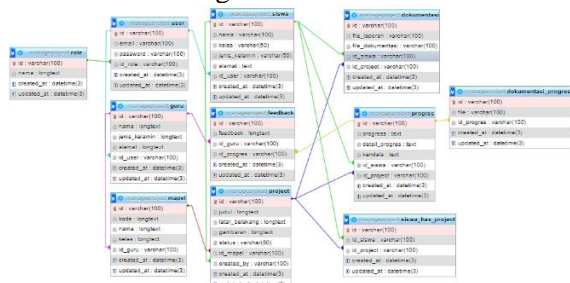 role
id : varchar(100)
name : longtext
created_at : datetime(3)
updated_at : datetime(3)
user
id : varchar(100)
email : varchar(100)
password : varchar(100)
id_role : varchar(100)
created_at : datetime(3)
updated_at : datetime(3)
guru
id : varchar(100)
nama : longtext
jenis_kelamin : longtext
alamat : longtext
id_user : varchar(100)
created_at : datetime(3)
updated_at : datetime(3)
mapel
id : varchar(100)
kode : longtext
nama : longtext
kelas : longtext
id_guru : varchar(100)
created_at : datetime(3)
updated_at : datetime(3)
siswa
id : varchar(100)
nama : varchar(100)
kelas : varchar(50)
jenis_kelamin : varchar(50)
alamat : text
id_user : varchar(100)
created_at : datetime(3)
updated_at : datetime(3)
feedback
id : varchar(100)
feedback : longtext
id_guru : varchar(100)
id_progres : varchar(100)
created_at : datetime(3)
updated_at : datetime(3)
project
id : varchar(100)
judul : longtext
latar_belakang : longtext
gambaran : longtext
status : varchar(50)
id_mapel : varchar(100)
created_by : varchar(100)
created_at : datetime(3)
dokumentasi
id : varchar(100)
file_laporan : varchar(100)
file_dokumentasi : varchar(100)
id_siswa : varchar(100)
id_project : varchar(100)
created_at : datetime(3)
updated_at : datetime(3)
progres
id : varchar(100)
progress : text
detail_progres : text
kendala : text
id_siswa : varchar(100)
id_project : varchar(100)
created_at : datetime(3)
updated_at : datetime(3)
siswa_has_project
id : varchar(100)
id_siswa : varchar(100)
id_project : varchar(100)
created_at : datetime(3)
updated_at : datetime(3)
dokumentasi_progres
id : varchar(100)
file : varchar(100)
id_progres : varchar(100)
created_at : datetime(3)
updated_at : datetime(3)